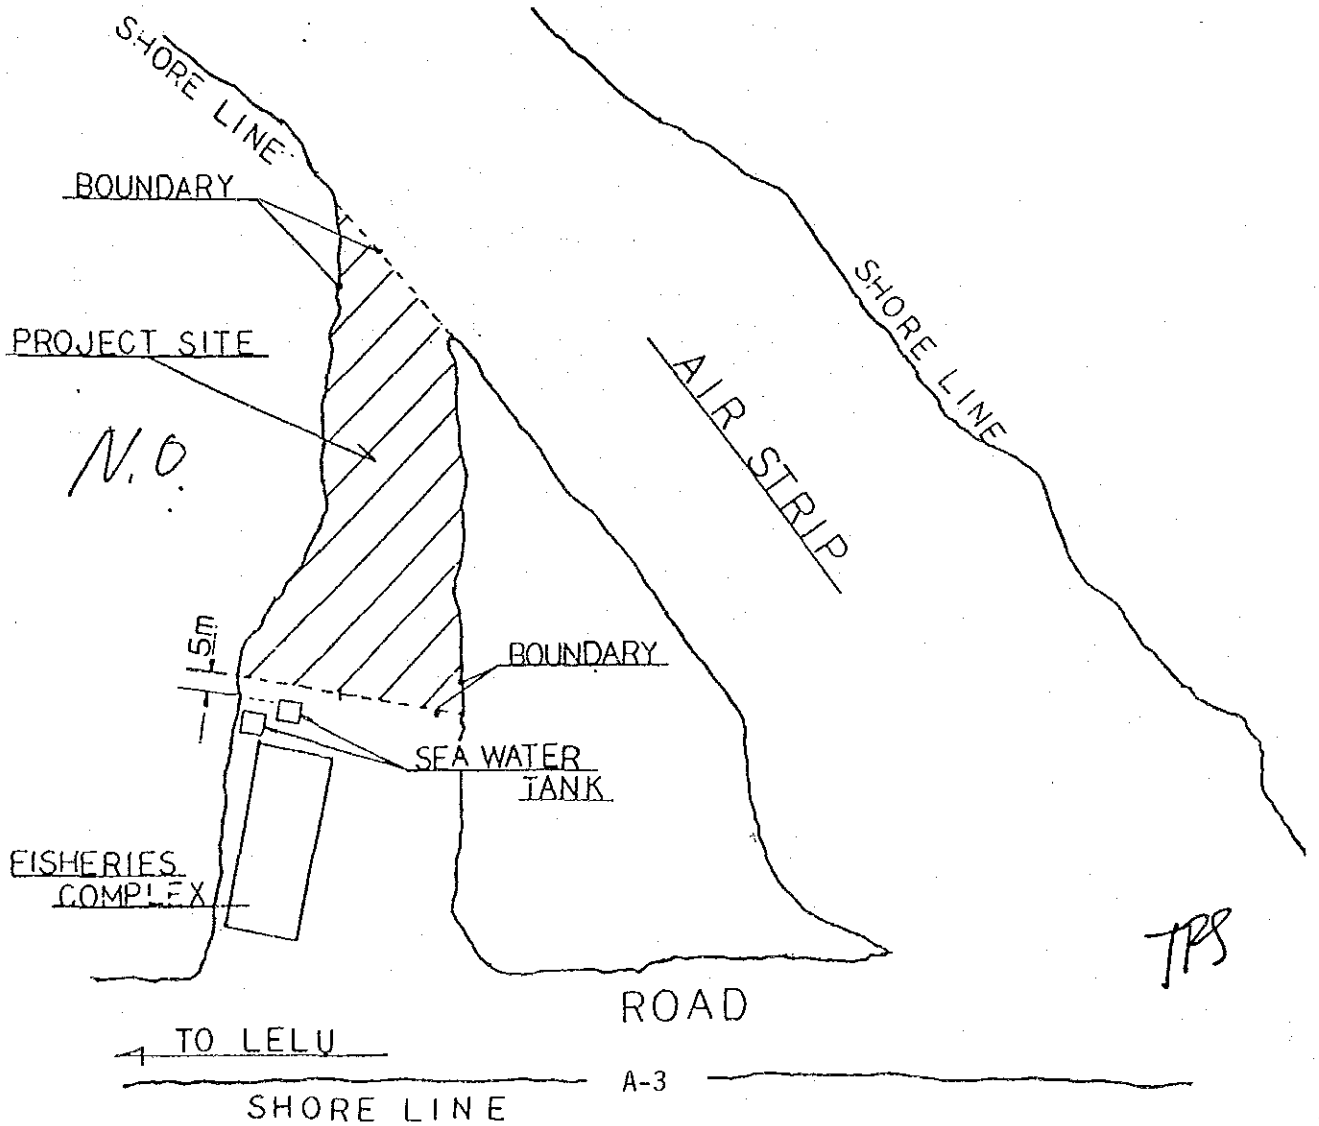 SHORE LINE
BOUNDARY
SHORE LINE
PROJECT SITE
AIR STRIP
N.O.
5m
BOUNDARY
SEA WATER
TANK
FISHERIES
COMPLEX
TPS
ROAD
TO LELU
A-3
SHORE LINE